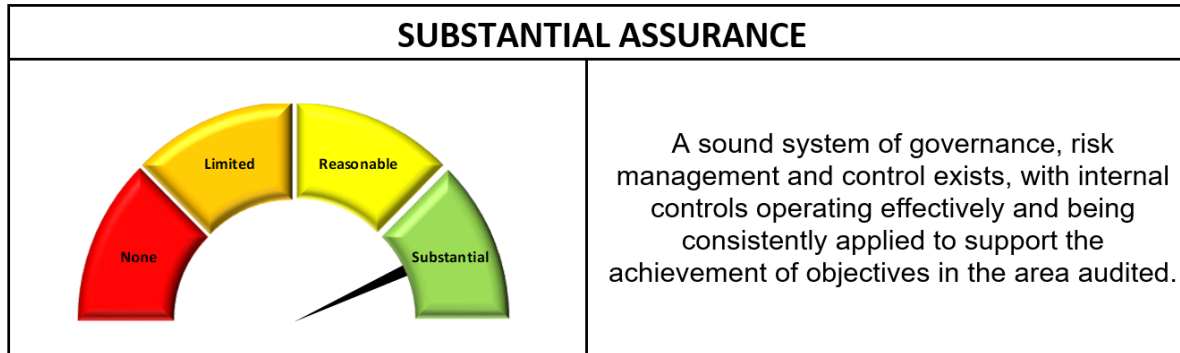 SUBSTANTIAL ASSURANCE
Limited
Reasonable
None
Substantial
A sound system of governance, risk
management and control exists, with internal
controls operating effectively and being
consistently applied to support the
achievement of objectives in the area audited.